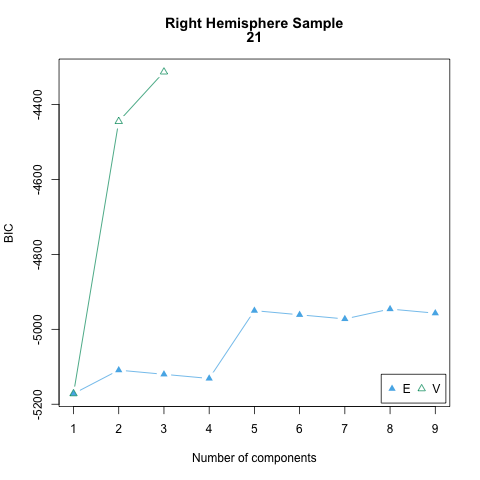 Right Hemisphere Sample
21
BIC
-4400
-4600
-4800
-5000
-5200
1 2 3 4 5 6 7 8 9
Number of components
E V